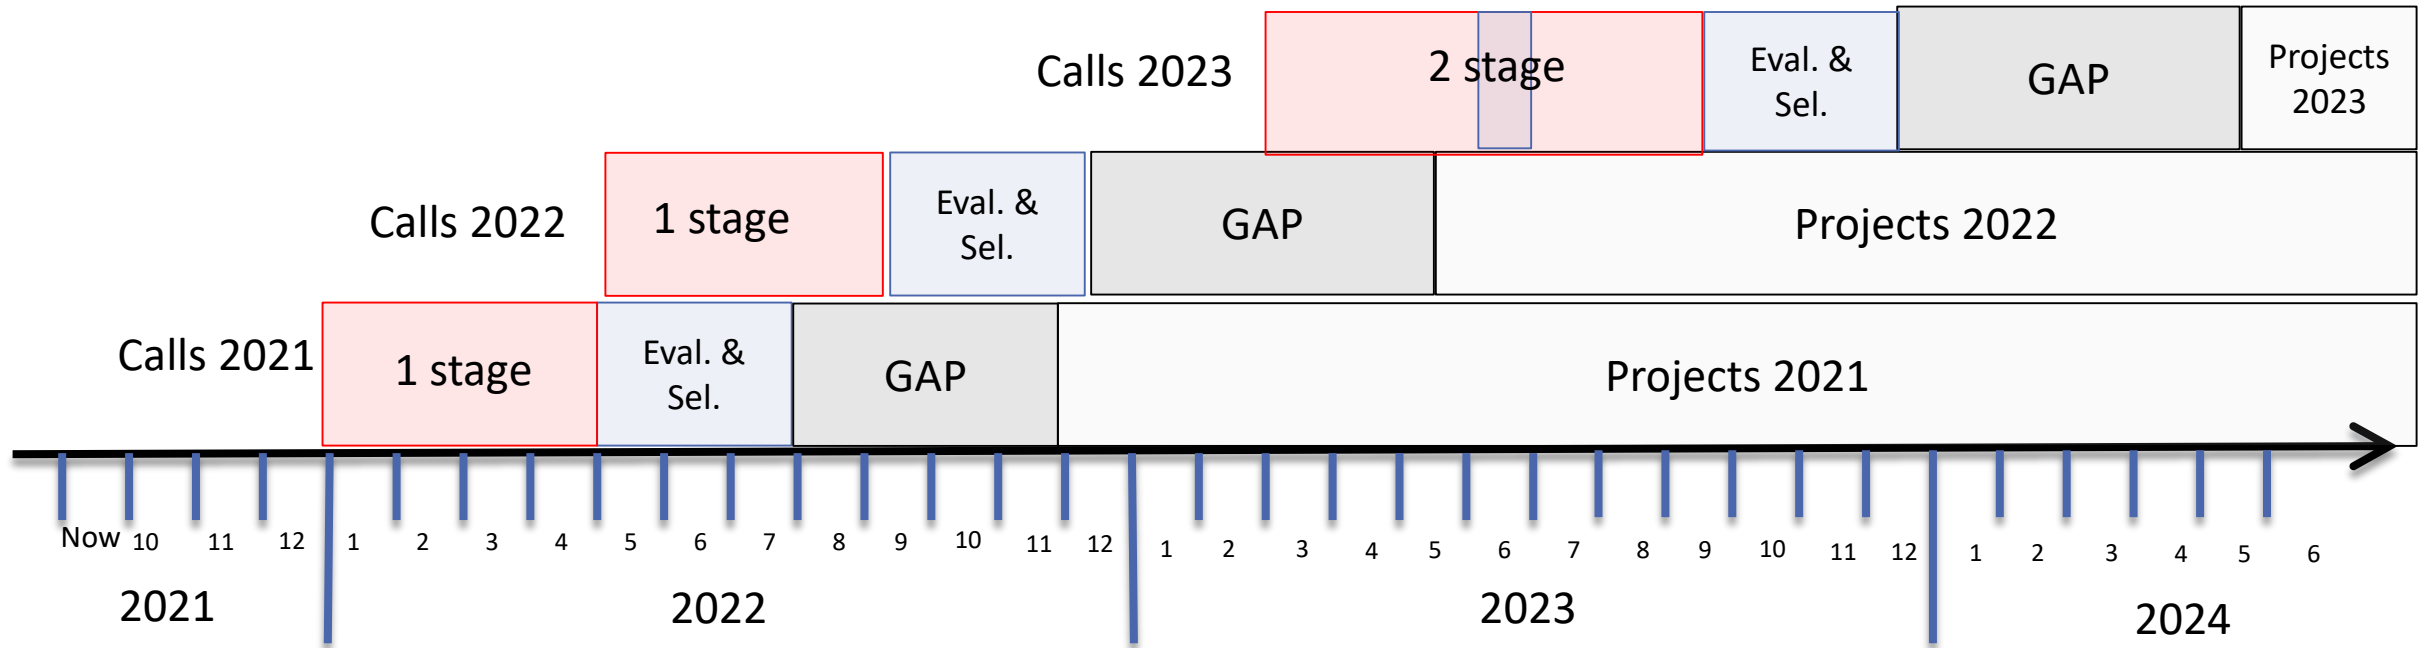 Calls 2023
2 stage
Eval. &
Sel.
GAP
Projects
2023
Calls 2022
1 stage
Eval. &
Sel.
GAP
Projects 2022
Calls 2021
1 stage
Eval. &
Sel.
GAP
Projects 2021
Now 10 11 12 1 2 3 4 5 6 7 8 9 10 11 12 1 2 3 4 5 6 7 8 9 10 11 12 1 2 3 4 5 6
2021 2022 2023 2024